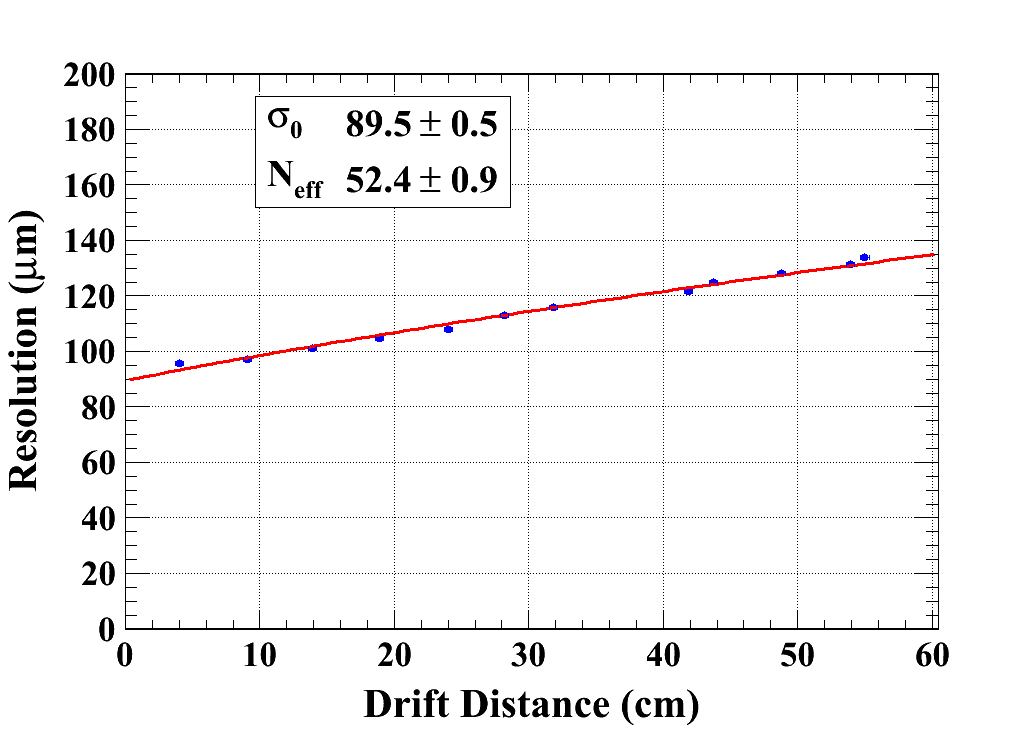 200
180
160
140
120
100
80
60
40
20
0
σ0 89.5 ± 0.5
Neff 52.4 ± 0.9
Resolution (μm)
0 10 20 30 40 50 60
Drift Distance (cm)